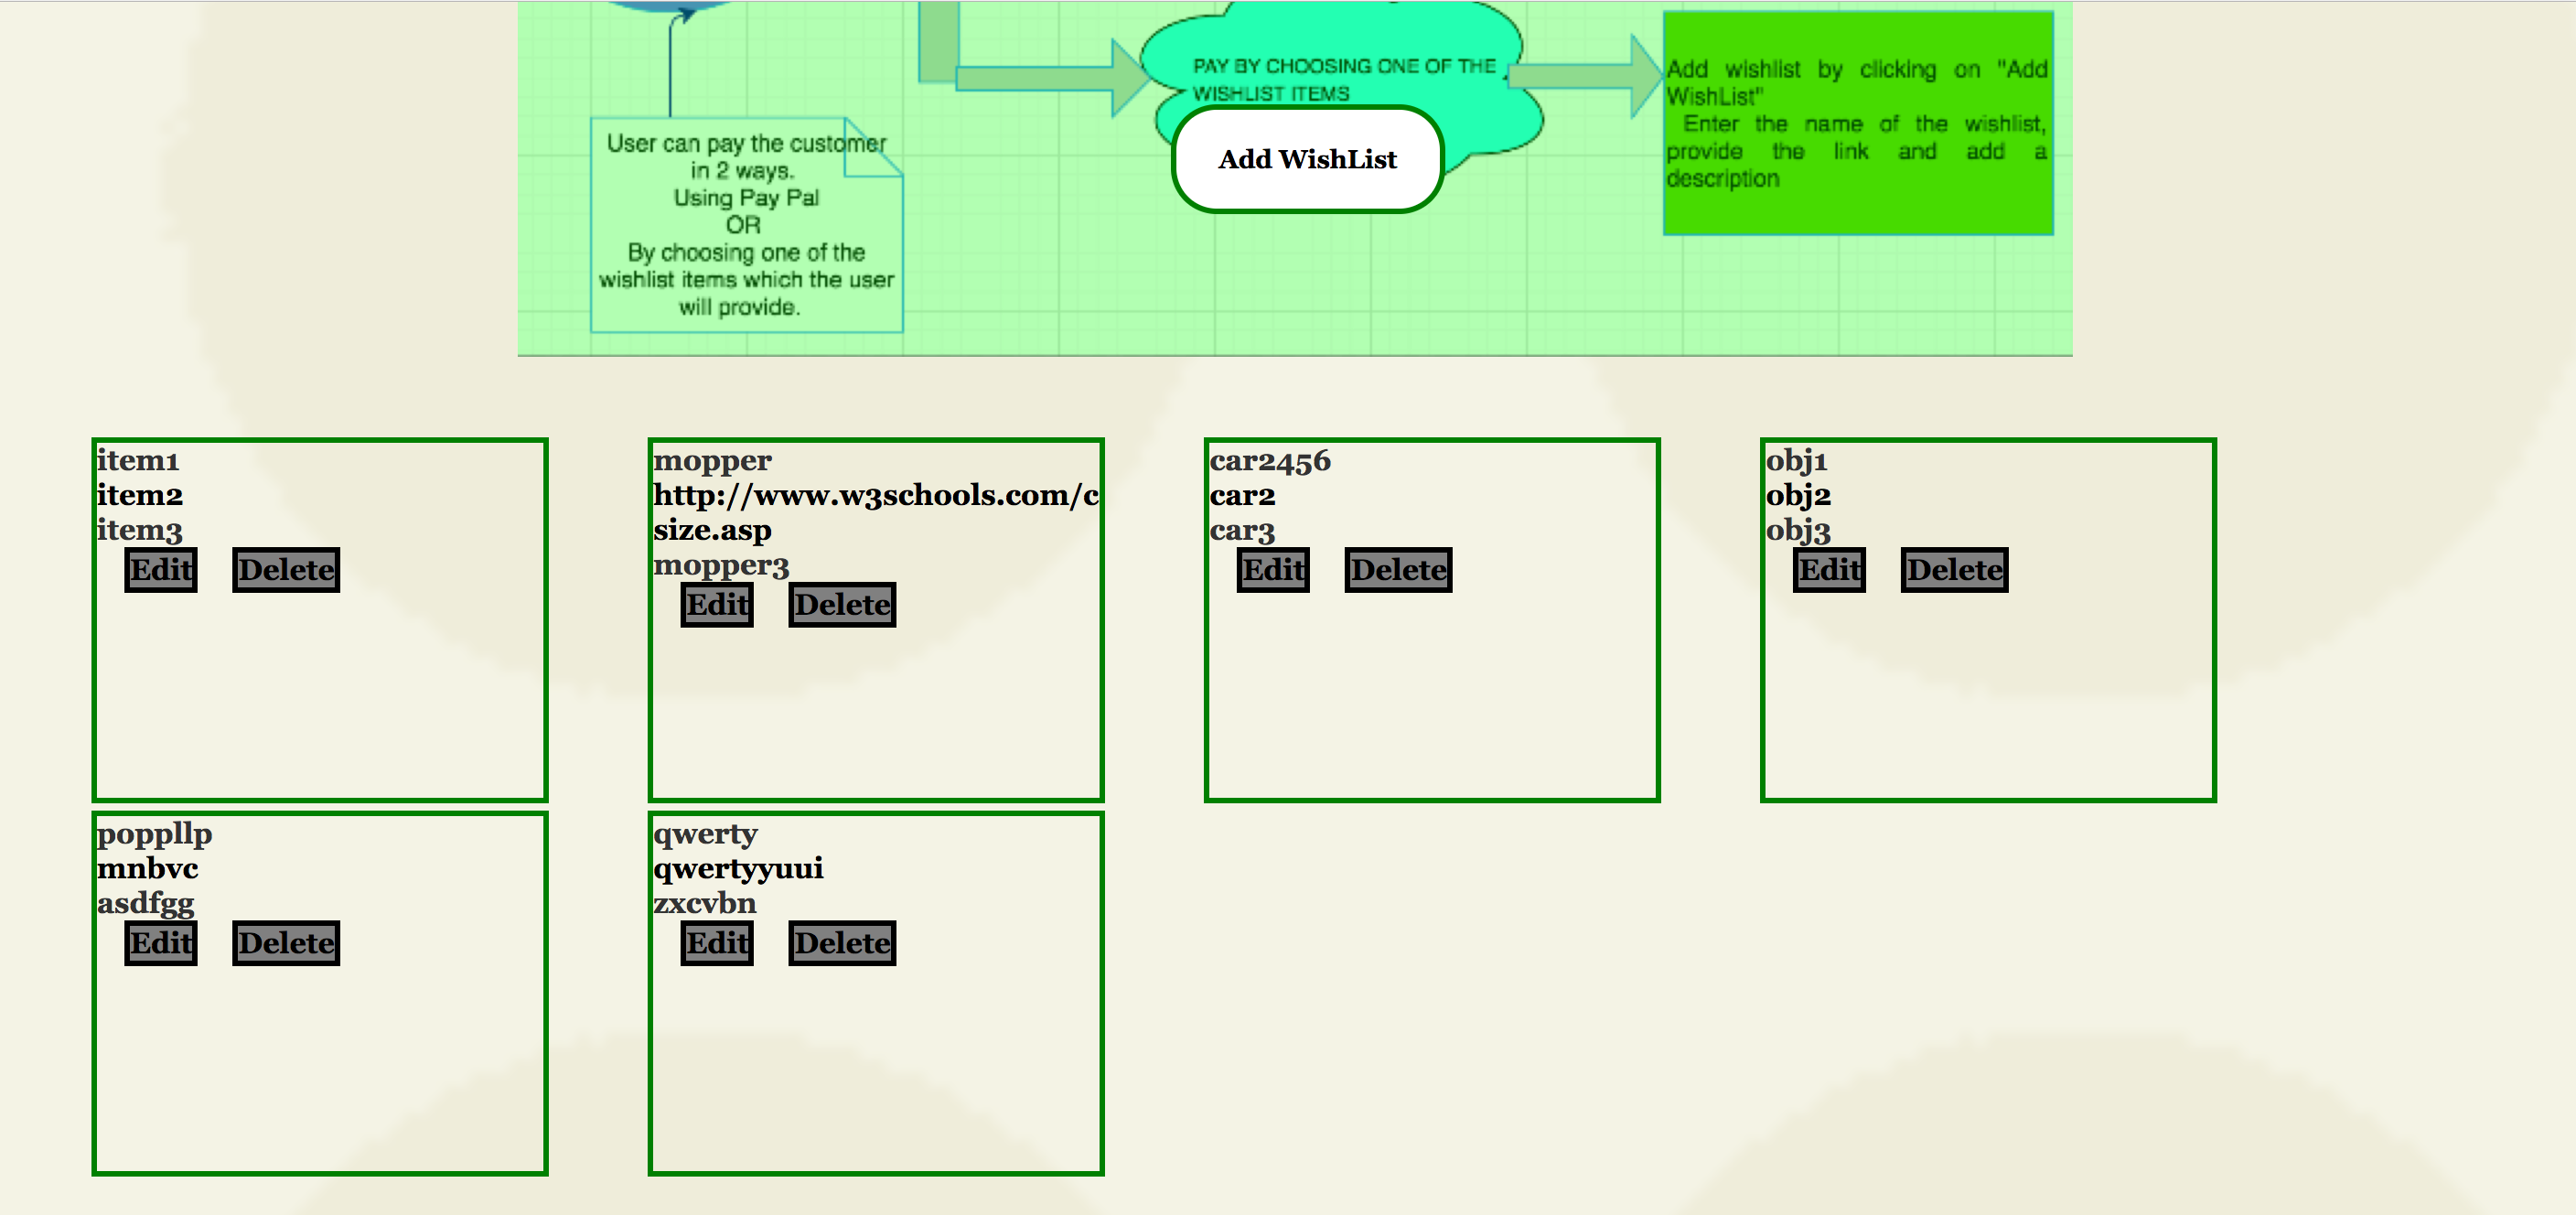 PAY BY CHOOSING ONE OF THE
WISHLIST ITEMS
Add WishList
Add wishlist by clicking on "Add
WishList"
Enter the name of the wishlist,
provide the link and add a
description
User can pay the customer
in 2 ways.
Using Pay Pal
OR
By choosing one of the
wishlist items which the user
will provide.
item1
item2
item3
Edit Delete
mopper
http://www.w3schools.com/c
size.asp
mopper3
Edit Delete
car2456
car2
car3
Edit Delete
obj1
obj2
obj3
Edit Delete
poppllp
mnbvc
asdfgg
Edit Delete
qwerty
qwertyyuui
zxcvbn
Edit Delete